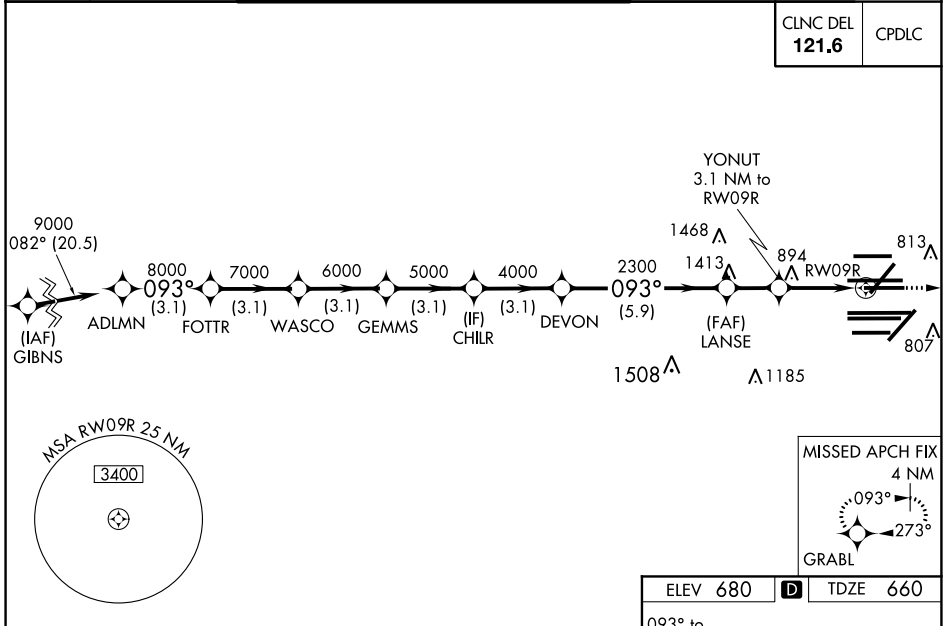 CLNC DEL
121.6
CPDLC
YONUT
3.1 NM to
RW09R
9000
082° (20.5)
1468
1413
894
RW09R
813
8000
7000
6000
5000
4000
2300
093°
093°
(3.1)
(3.1)
(3.1)
(3.1)
(3.1)
(5.9)
(IAF)
GIBNS
ADLMN
FOTTR
WASCO
GEMMS
(IF)
CHILR
DEVON
(FAF)
LANSE
807
1508
1185
MSA RW09R 25 NM
3400
MISSED APCH FIX
4 NM
093°
273°
GRABL
ELEV 680
D
TDZE 660
093° to